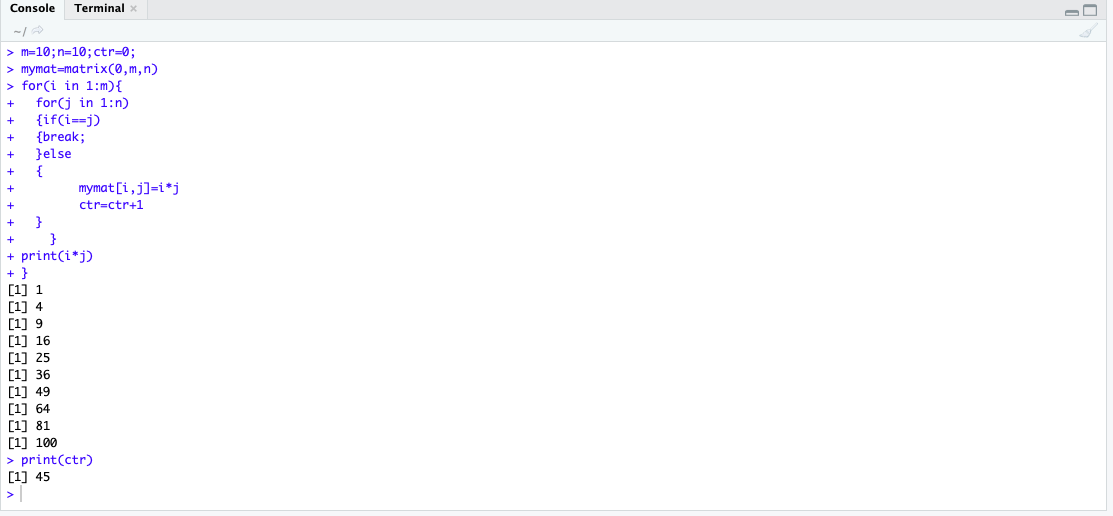 Console Terminal ×
~/
> m=10;n=10;ctr=0;
> mymat=matrix(0,m,n)
> for(i in 1:m){
+   for(j in 1:n)
+   {if(i==j)
+   {break;
+   }else
+   {
+         mymat[i,j]=i*j
+         ctr=ctr+1
+   }
+     }
+ print(i*j)
+ }
[1] 1
[1] 4
[1] 9
[1] 16
[1] 25
[1] 36
[1] 49
[1] 64
[1] 81
[1] 100
> print(ctr)
[1] 45
>